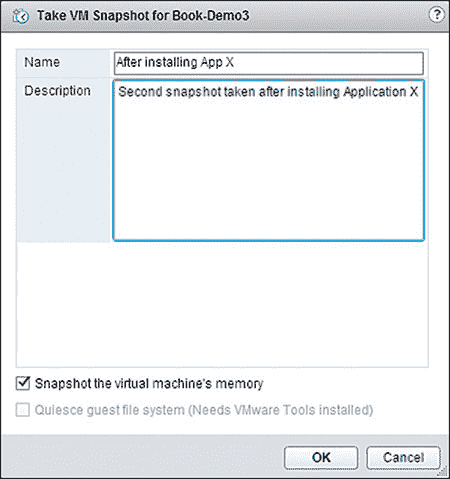 Take VM Snapshot for Book-Demo3
?
Name
After installing App X
Description
Second snapshot taken after installing Application X
Snapshot the virtual machine's memory
Quiesce guest file system (Needs VMware Tools installed)
OK
Cancel